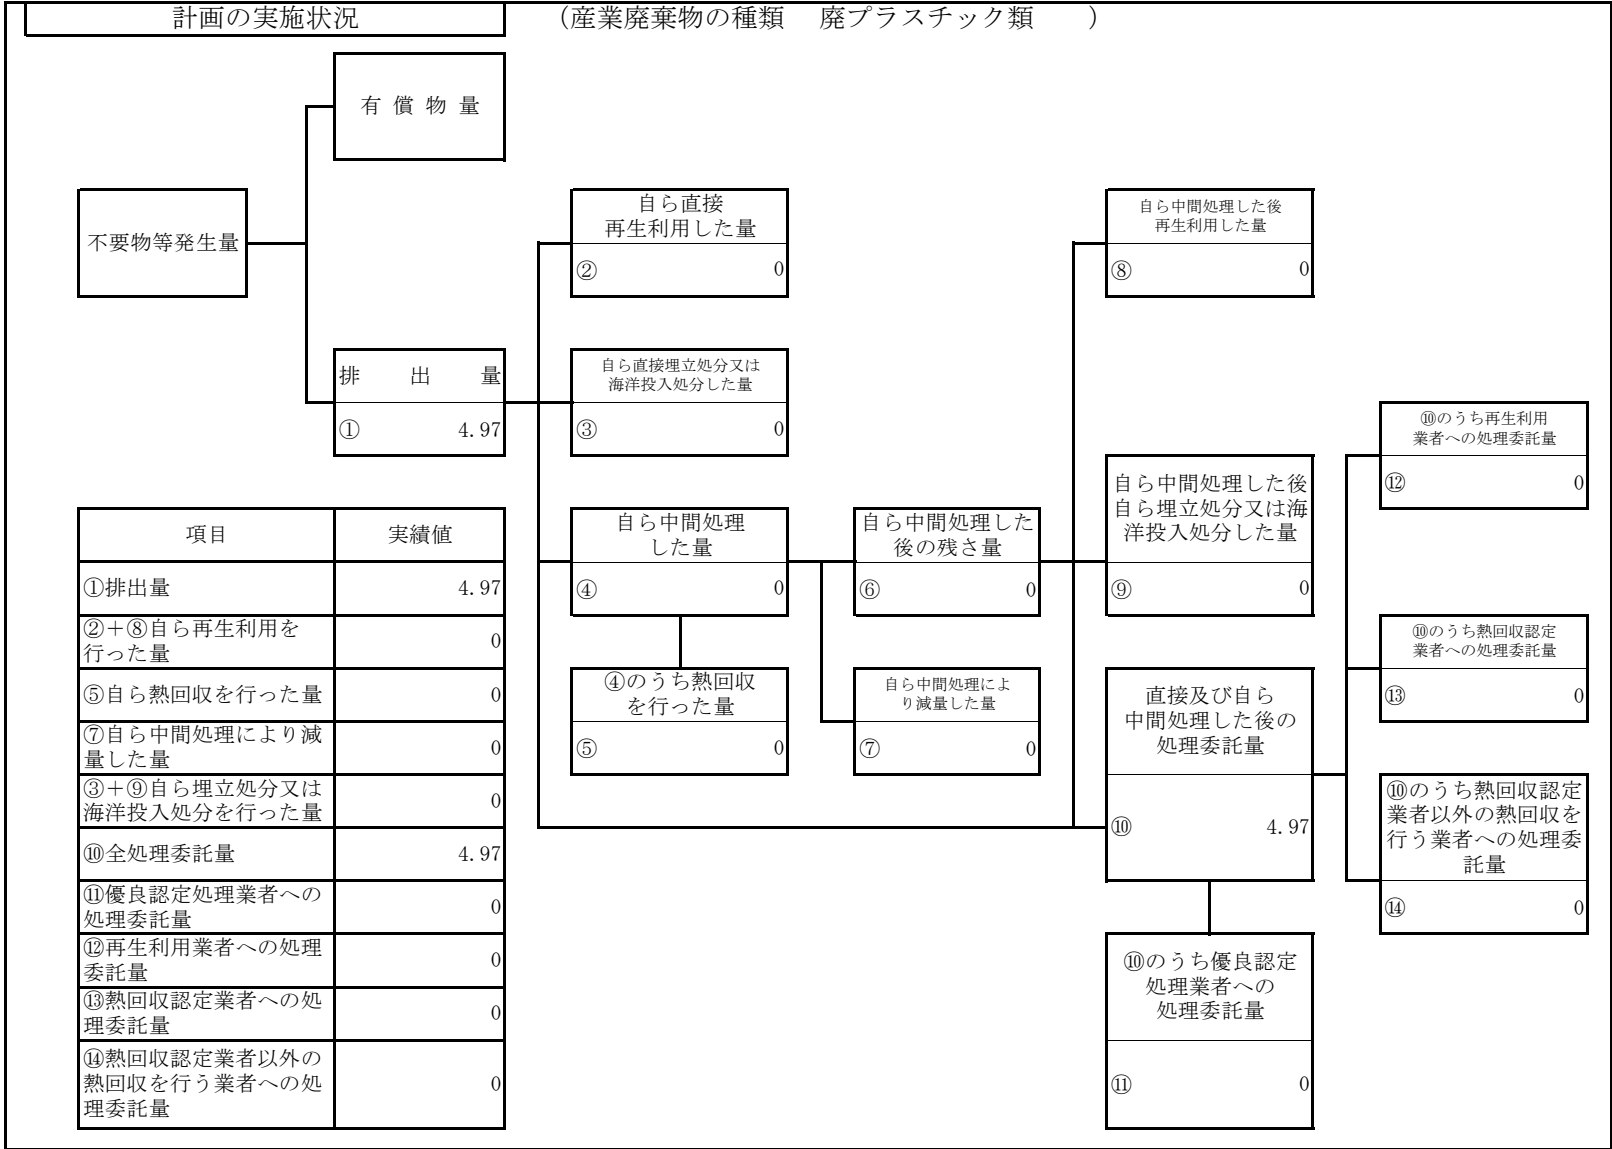 計画の実施状況 （産業廃棄物の種類 廃プラスチック類 ）
有償物量
不要物等発生量
自ら直接
再生利用した量
② 0
自ら中間処理した後
再生利用した量
⑧ 0
排出量
① 4.97
自ら直接埋立処分又は
海洋投入処分した量
③ 0
⑩のうち再生利用
業者への処理委託量
⑫ 0
自ら中間処理した後
自ら埋立処分又は海
洋投入処分した量
⑨ 0
自ら中間処理
した量
④ 0
自ら中間処理した
後の残さ量
⑥ 0
⑩のうち熱回収認定
業者への処理委託量
⑬ 0
④のうち熱回収
を行った量
⑤ 0
自ら中間処理によ
り減量した量
⑦ 0
直接及び自ら
中間処理した後の
処理委託量
⑩ 4.97
⑩のうち熱回収認定
業者以外の熱回収を
行う業者への処理委
託量
⑭ 0
⑩のうち優良認定
処理業者への
処理委託量
⑪ 0
項目 実績値
①排出量 4.97
②＋⑧自ら再生利用を
行った量 0
⑤自ら熱回収を行った量 0
⑦自ら中間処理により減
量した量 0
③＋⑨自ら埋立処分又は
海洋投入処分を行った量 0
⑩全処理委託量 4.97
⑪優良認定処理業者への
処理委託量 0
⑫再生利用業者への処理
委託量 0
⑬熱回収認定業者への処
理委託量 0
⑭熱回収認定業者以外の
熱回収を行う業者への処
理委託量 0